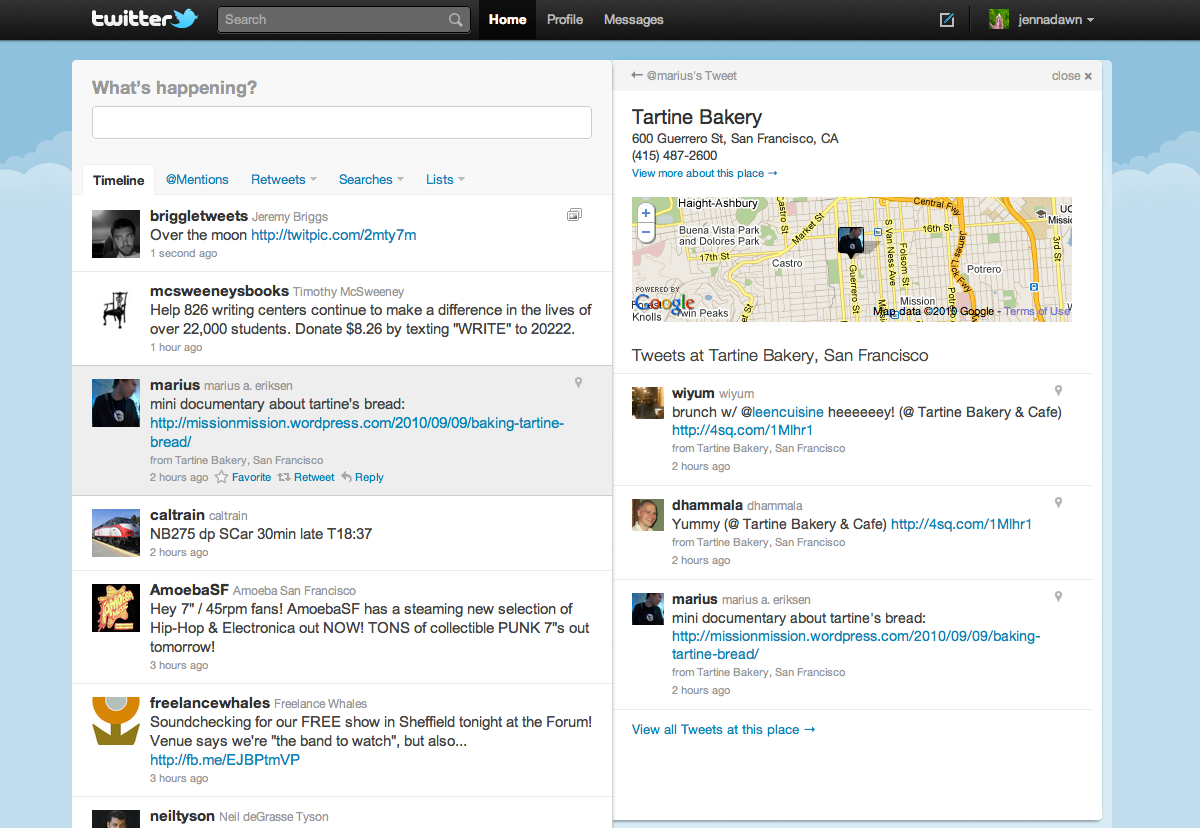 twitter
Search
Home Profile Messages
jennadawn
What's happening?
Timeline @Mentions Retweets Searches Lists
briggletweets Jeremy Briggs
Over the moon http://twitpic.com/2mty7m
1 second ago
mcsweeneysbooks Timothy McSweeney
Help 826 writing centers continue to make a difference in the lives of
over 22,000 students. Donate $8.26 by texting "WRITE" to 20222.
1 hour ago
marius marius a. eriksen
mini documentary about tartine's bread:
http://missionmission.wordpress.com/2010/09/09/baking-tartine-
bread/
from Tartine Bakery, San Francisco
2 hours ago Favorite Retweet Reply
caltrain caltrain
NB275 dp SCar 30min late T18:37
2 hours ago
AmoebaSF Amoeba San Francisco
Hey 7" / 45rpm fans! AmoebaSF has a steaming new selection of
Hip-Hop & Electronica out NOW! TONS of collectible PUNK 7"s out
tomorrow!
3 hours ago
freelancewhales Freelance Whales
Soundchecking for our FREE show in Sheffield tonight at the Forum!
Venue says we're "the band to watch", but also...
http://fb.me/EJBPtmVP
3 hours ago
neiltyson Neil deGrasse Tyson
← @marius's Tweet
close ×
Tartine Bakery
600 Guerrero St, San Francisco, CA
(415) 487-2600
View more about this place →
Haight-Ashbury
Central Fwy
Castro St
Market St
Buena Vista Park
and Dolores Park
17th St
Castro
Guerrero St
S Van Ness Ave
Folsom St
16th St
James Lick Fwy
Potrero
3rd St
UC
Missi
Mission
POWERED BY
Google
Knolls
Twin Peaks
Map data ©2010 Google - Terms of Use
Tweets at Tartine Bakery, San Francisco
wiyum wiyum
brunch w/ @leencuisine heeeeeey! (@ Tartine Bakery & Cafe)
http://4sq.com/1Mlhr1
from Tartine Bakery, San Francisco
2 hours ago
dhammala dhammala
Yummy (@ Tartine Bakery & Cafe) http://4sq.com/1Mlhr1
from Tartine Bakery, San Francisco
2 hours ago
marius marius a. eriksen
mini documentary about tartine's bread:
http://missionmission.wordpress.com/2010/09/09/baking-
tartine-bread/
from Tartine Bakery, San Francisco
2 hours ago
View all Tweets at this place →